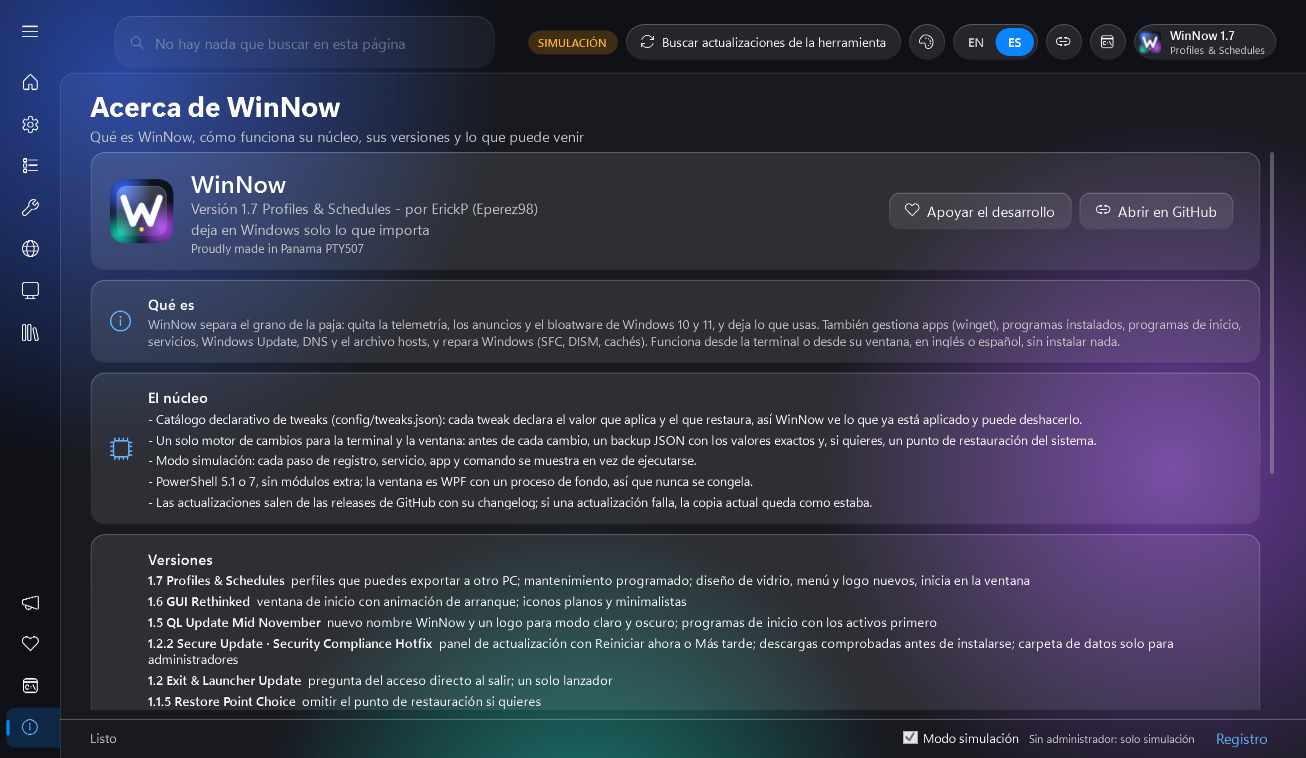 No hay nada que buscar en esta página
SIMULACIÓN
Buscar actualizaciones de la herramienta
EN
ES
WinNow 1.7
Profiles & Schedules
Acerca de WinNow
Qué es WinNow, cómo funciona su núcleo, sus versiones y lo que puede venir
W
WinNow
Versión 1.7 Profiles & Schedules - por ErickP (Eperez98)
deja en Windows solo lo que importa
Proudly made in Panama PTY507
Apoyar el desarrollo
Abrir en GitHub
Qué es
WinNow separa el grano de la paja: quita la telemetría, los anuncios y el bloatware de Windows 10 y 11, y deja lo que usas. También gestiona apps (winget), programas instalados, programas de inicio,
servicios, Windows Update, DNS y el archivo hosts, y repara Windows (SFC, DISM, cachés). Funciona desde la terminal o desde su ventana, en inglés o español, sin instalar nada.
El núcleo
- Catálogo declarativo de tweaks (config/tweaks.json): cada tweak declara el valor que aplica y el que restaura, así WinNow ve lo que ya está aplicado y puede deshacerlo.
- Un solo motor de cambios para la terminal y la ventana: antes de cada cambio, un backup JSON con los valores exactos y, si quieres, un punto de restauración del sistema.
- Modo simulación: cada paso de registro, servicio, app y comando se muestra en vez de ejecutarse.
- PowerShell 5.1 o 7, sin módulos extra; la ventana es WPF con un proceso de fondo, así que nunca se congela.
- Las actualizaciones salen de las releases de GitHub con su changelog; si una actualización falla, la copia actual queda como estaba.
Versiones
1.7 Profiles & Schedules perfiles que puedes exportar a otro PC; mantenimiento programado; diseño de vidrio, menú y logo nuevos, inicia en la ventana
1.6 GUI Rethinked ventana de inicio con animación de arranque; iconos planos y minimalistas
1.5 QL Update Mid November nuevo nombre WinNow y un logo para modo claro y oscuro; programas de inicio con los activos primero
1.2.2 Secure Update · Security Compliance Hotfix panel de actualización con Reiniciar ahora o Más tarde; descargas comprobadas antes de instalarse; carpeta de datos solo para
administradores
1.2 Exit & Launcher Update pregunta del acceso directo al salir; un solo lanzador
1.1.5 Restore Point Choice omitir el punto de restauración si quieres
Listo
Modo simulación
Sin administrador: solo simulación
Registro